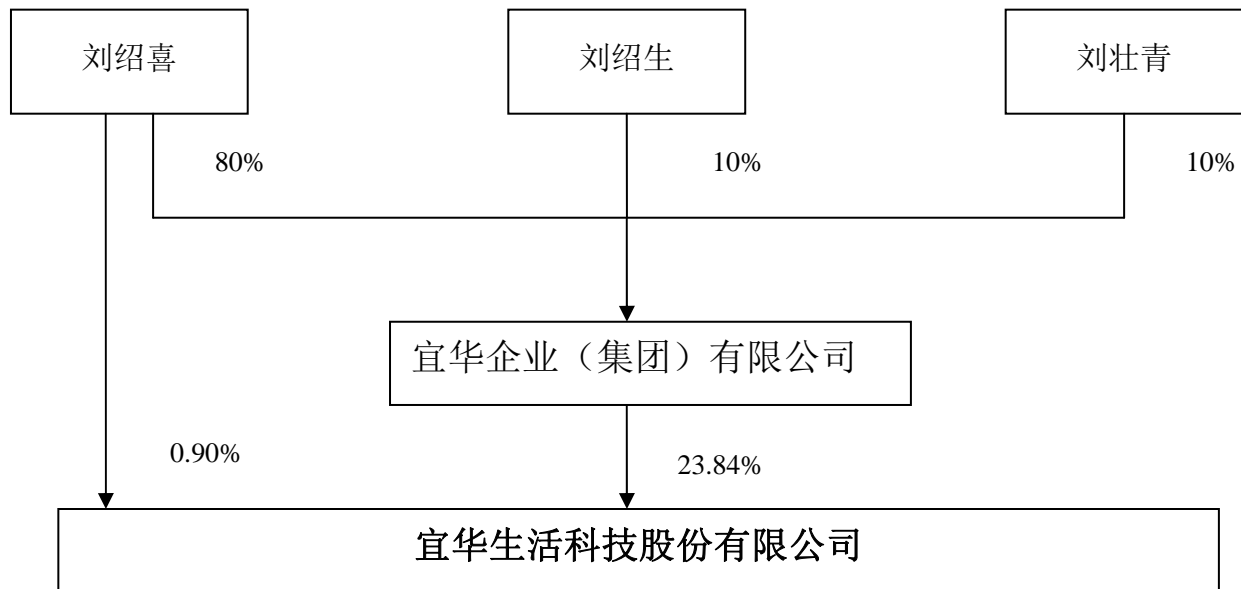 刘绍喜
刘绍生
刘壮青
80%
10%
10%
宜华企业（集团）有限公司
0.90%
23.84%
宜华生活科技股份有限公司